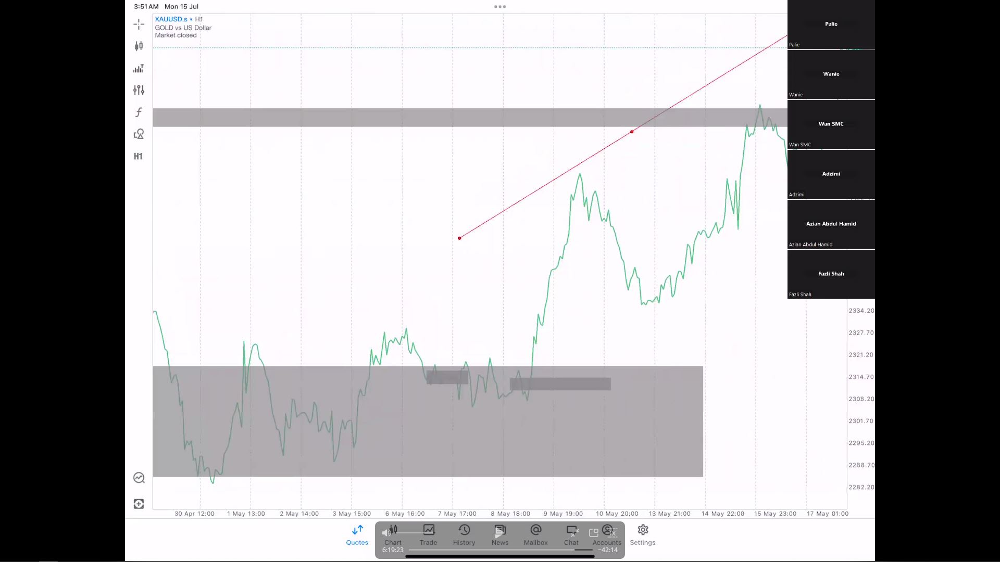 3:51 AM Mon 15 Jul
XAUUSD.s ▾ H1
GOLD vs US Dollar
Market closed
H1
Palie
Palie
Wanie
Wanie
Wan SMC
Wan SMC
Adzimi
Adzimi
Azian Abdul Hamid
Azian Abdul Hamid
Fazli Shah
Fazli Shah
2334.20
2327.70
2321.20
2314.70
2308.20
2301.70
2295.20
2288.70
2282.20
30 Apr 12:00 1 May 13:00 2 May 14:00 3 May 15:00 6 May 16:00 7 May 17:00 8 May 18:00 9 May 19:00 10 May 20:00 13 May 21:00 14 May 22:00 15 May 23:00 17 May 01:00
Quotes Chart Trade History News Mailbox Chat Accounts Settings
6:19:23 −42:14